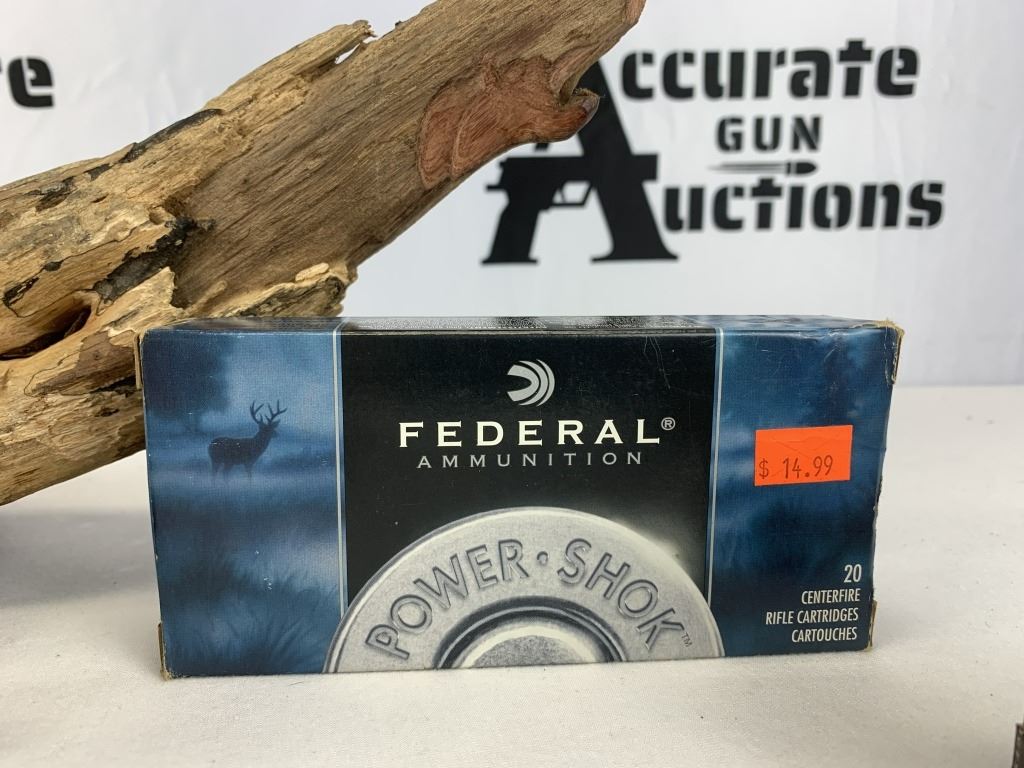 re
Accurate
GUN
Auctions
FEDERAL®
AMMUNITION
$ 14.99
POWER·SHOK™
20
CENTERFIRE
RIFLE CARTRIDGES
CARTOUCHES